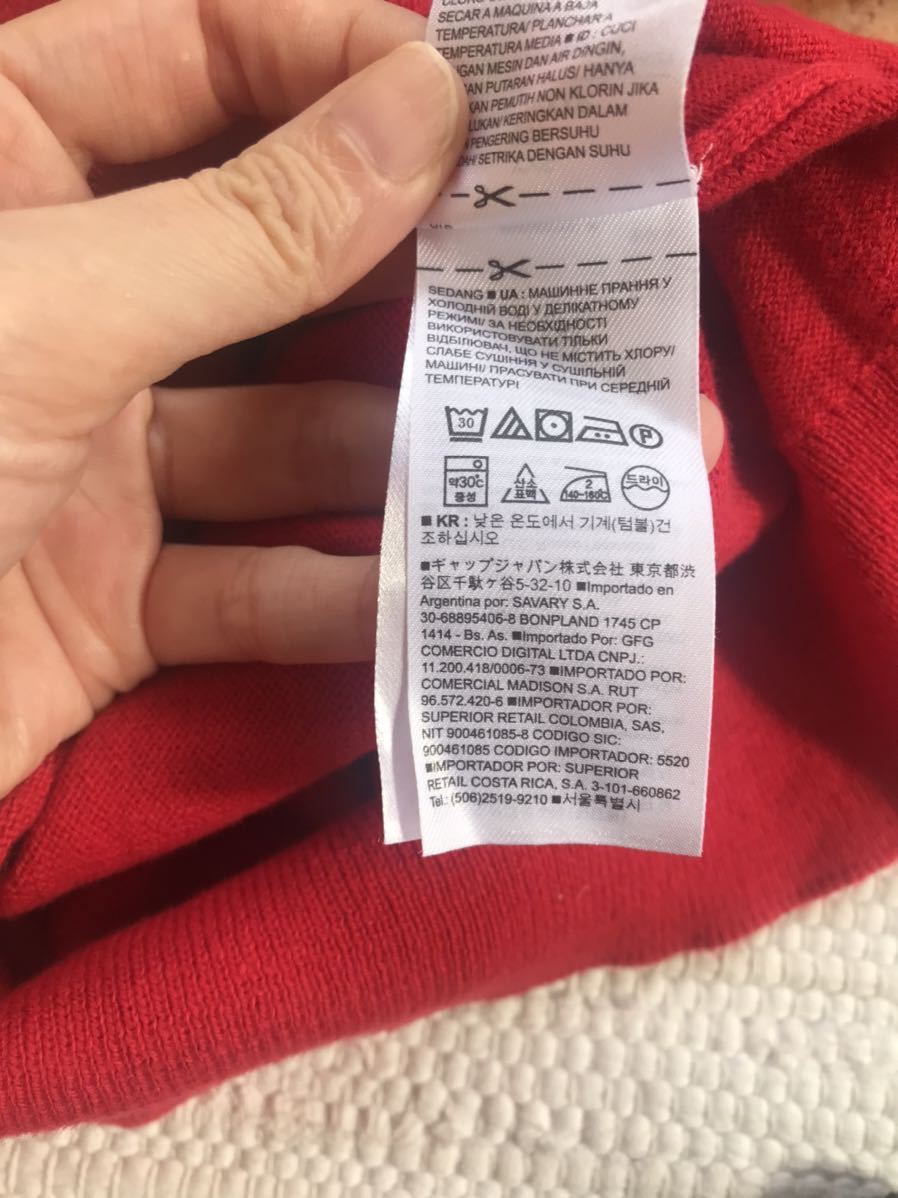 SECAR A MAQUINA A BAJA
TEMPERATURA/ PLANCHAR A
TEMPERATURA MEDIA ■ ID : CUCI
MESIN DAN AIR DINGIN,
PUTARAN HALUS/ HANYA
PEMUTIH NON KLORIN JIKA
KERINGKAN DALAM
PENGERING BERSUHU
SETRIKA DENGAN SUHU
SEDANG ■ UA : МАШИННЕ ПРАННЯ У
ХОЛОДНІЙ ВОДІ У ДЕЛІКАТНОМУ
РЕЖИМІ/ ЗА НЕОБХІДНОСТІ
ВИКОРИСТОВУВАТИ ТІЛЬКИ
ВІДБІЛЮВАЧ, ЩО НЕ МІСТИТЬ ХЛОРУ/
СЛАБЕ СУШІННЯ У СУШІЛЬНІЙ
МАШИНІ/ ПРАСУВАТИ ПРИ СЕРЕДНІЙ
ТЕМПЕРАТУРІ
30 P
약30℃ 중성 산소 표백 2 140~160℃ 드라이
■ KR : 낮은 온도에서 기계(텀블)건
조하십시오
■ギャップジャパン株式会社 東京都渋
谷区千駄ヶ谷5-32-10 ■Importado en
Argentina por: SAVARY S.A.
30-68895406-8 BONPLAND 1745 CP
1414 - Bs. As. ■Importado Por: GFG
COMERCIO DIGITAL LTDA CNPJ.:
11.200.418/0006-73 ■IMPORTADO POR:
COMERCIAL MADISON S.A. RUT
96.572.420-6 ■IMPORTADOR POR:
SUPERIOR RETAIL COLOMBIA, SAS,
NIT 900461085-8 CODIGO SIC:
900461085 CODIGO IMPORTADOR: 5520
■IMPORTADO POR: SUPERIOR
RETAIL COSTA RICA, S.A. 3-101-660862
Tel.: (506)2519-9210 ■서울특별시